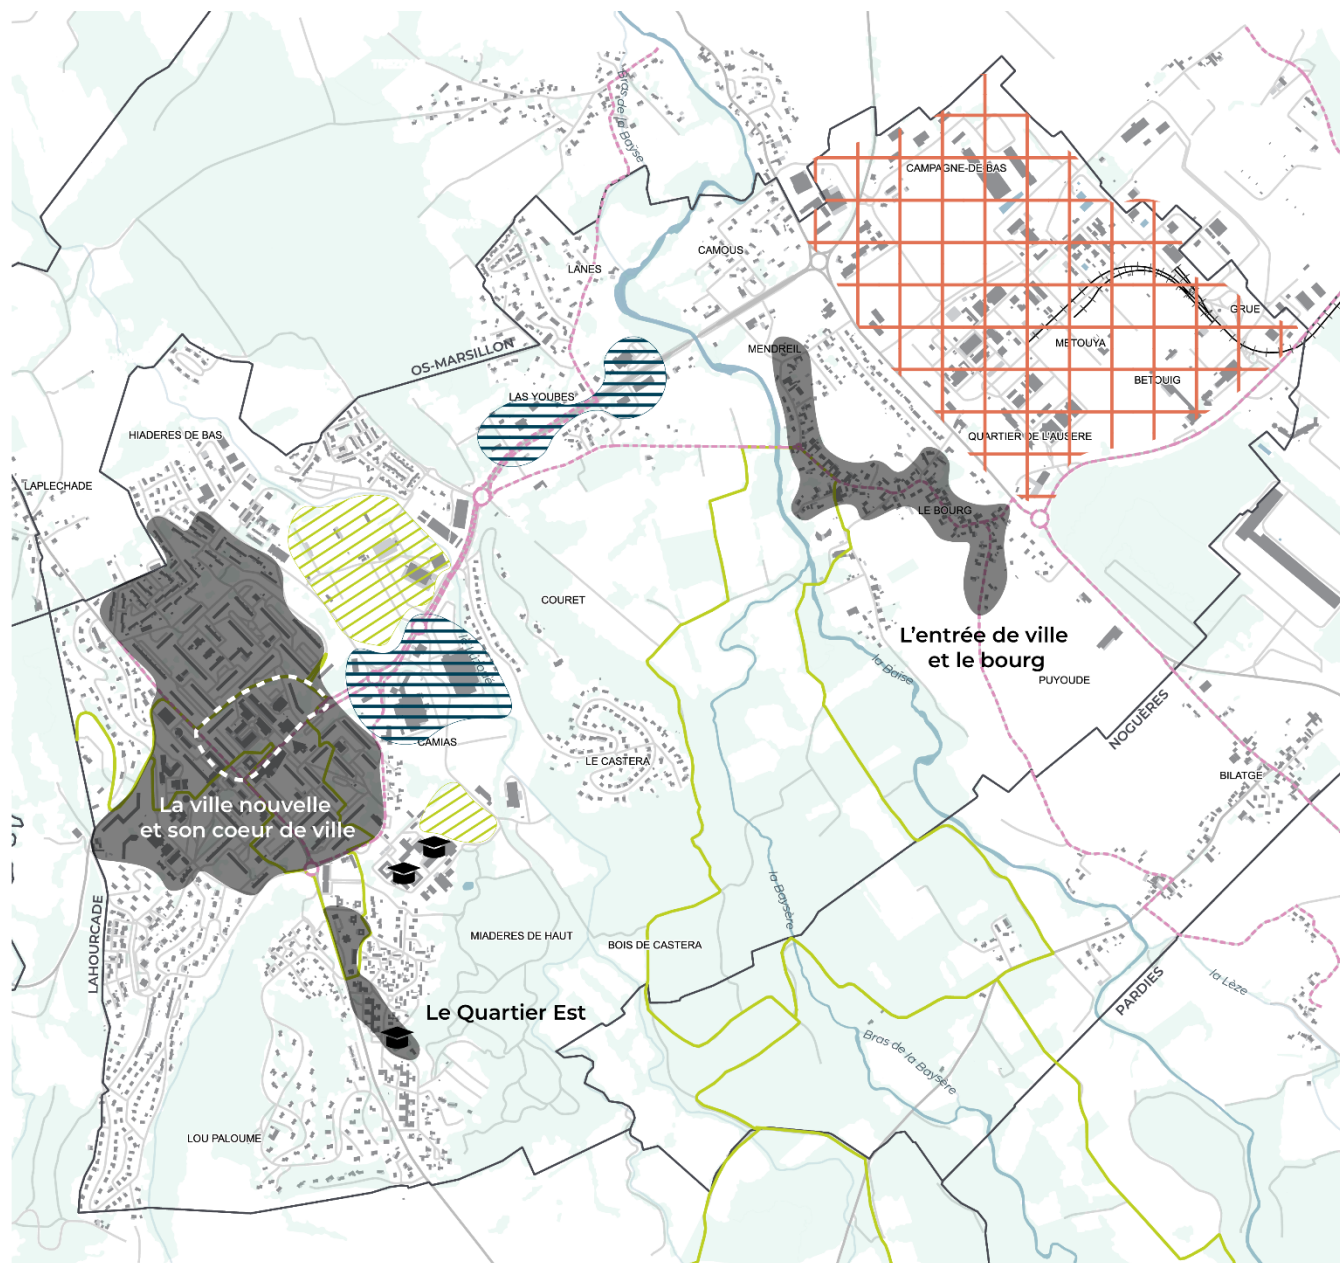 Bras de la Bayse
CAMPAGNE-DE BAS
CAMOUS
LANES
GRUE
METOUYA
MENDREIL
OS-MARSILLON
BETOUIG
LAS YOUBES
HIADERES DE BAS
QUARTIER DE L'AUSERE
LAPLECHADE
LE BOURG
COURET
L'entrée de ville
et le bourg
la Baïse
PUYOUDE
NOGUÈRES
CAMIAS
LE CASTERA
BILATGE
La ville nouvelle
et son coeur de ville
la Baysère
LAHOURCADE
MIADERES DE HAUT
BOIS DE CASTERA
PARDIES
la Lèze
Le Quartier Est
Bras de la Baysère
LOU PALOUME